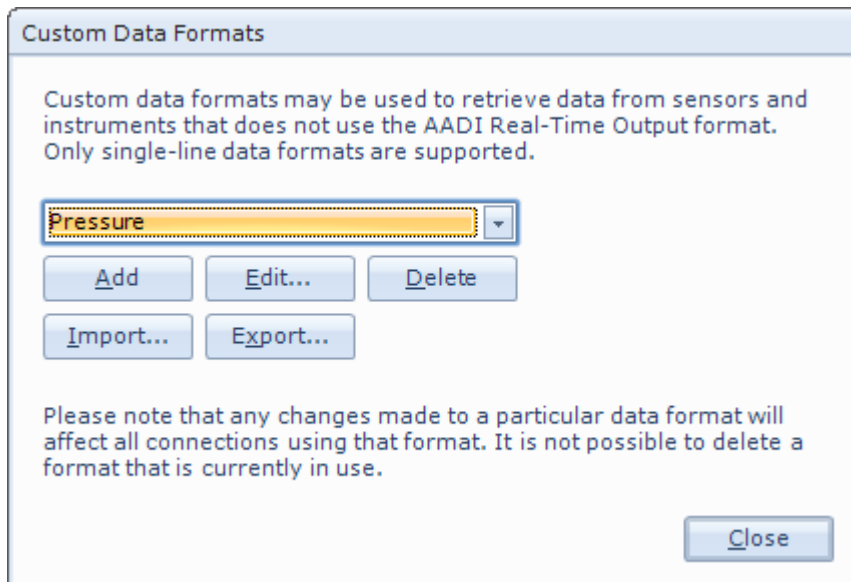 Custom Data Formats
Custom data formats may be used to retrieve data from sensors and
instruments that does not use the AADI Real-Time Output format.
Only single-line data formats are supported.
Pressure
Add Edit... Delete
Import... Export...
Please note that any changes made to a particular data format will
affect all connections using that format. It is not possible to delete a
format that is currently in use.
Close